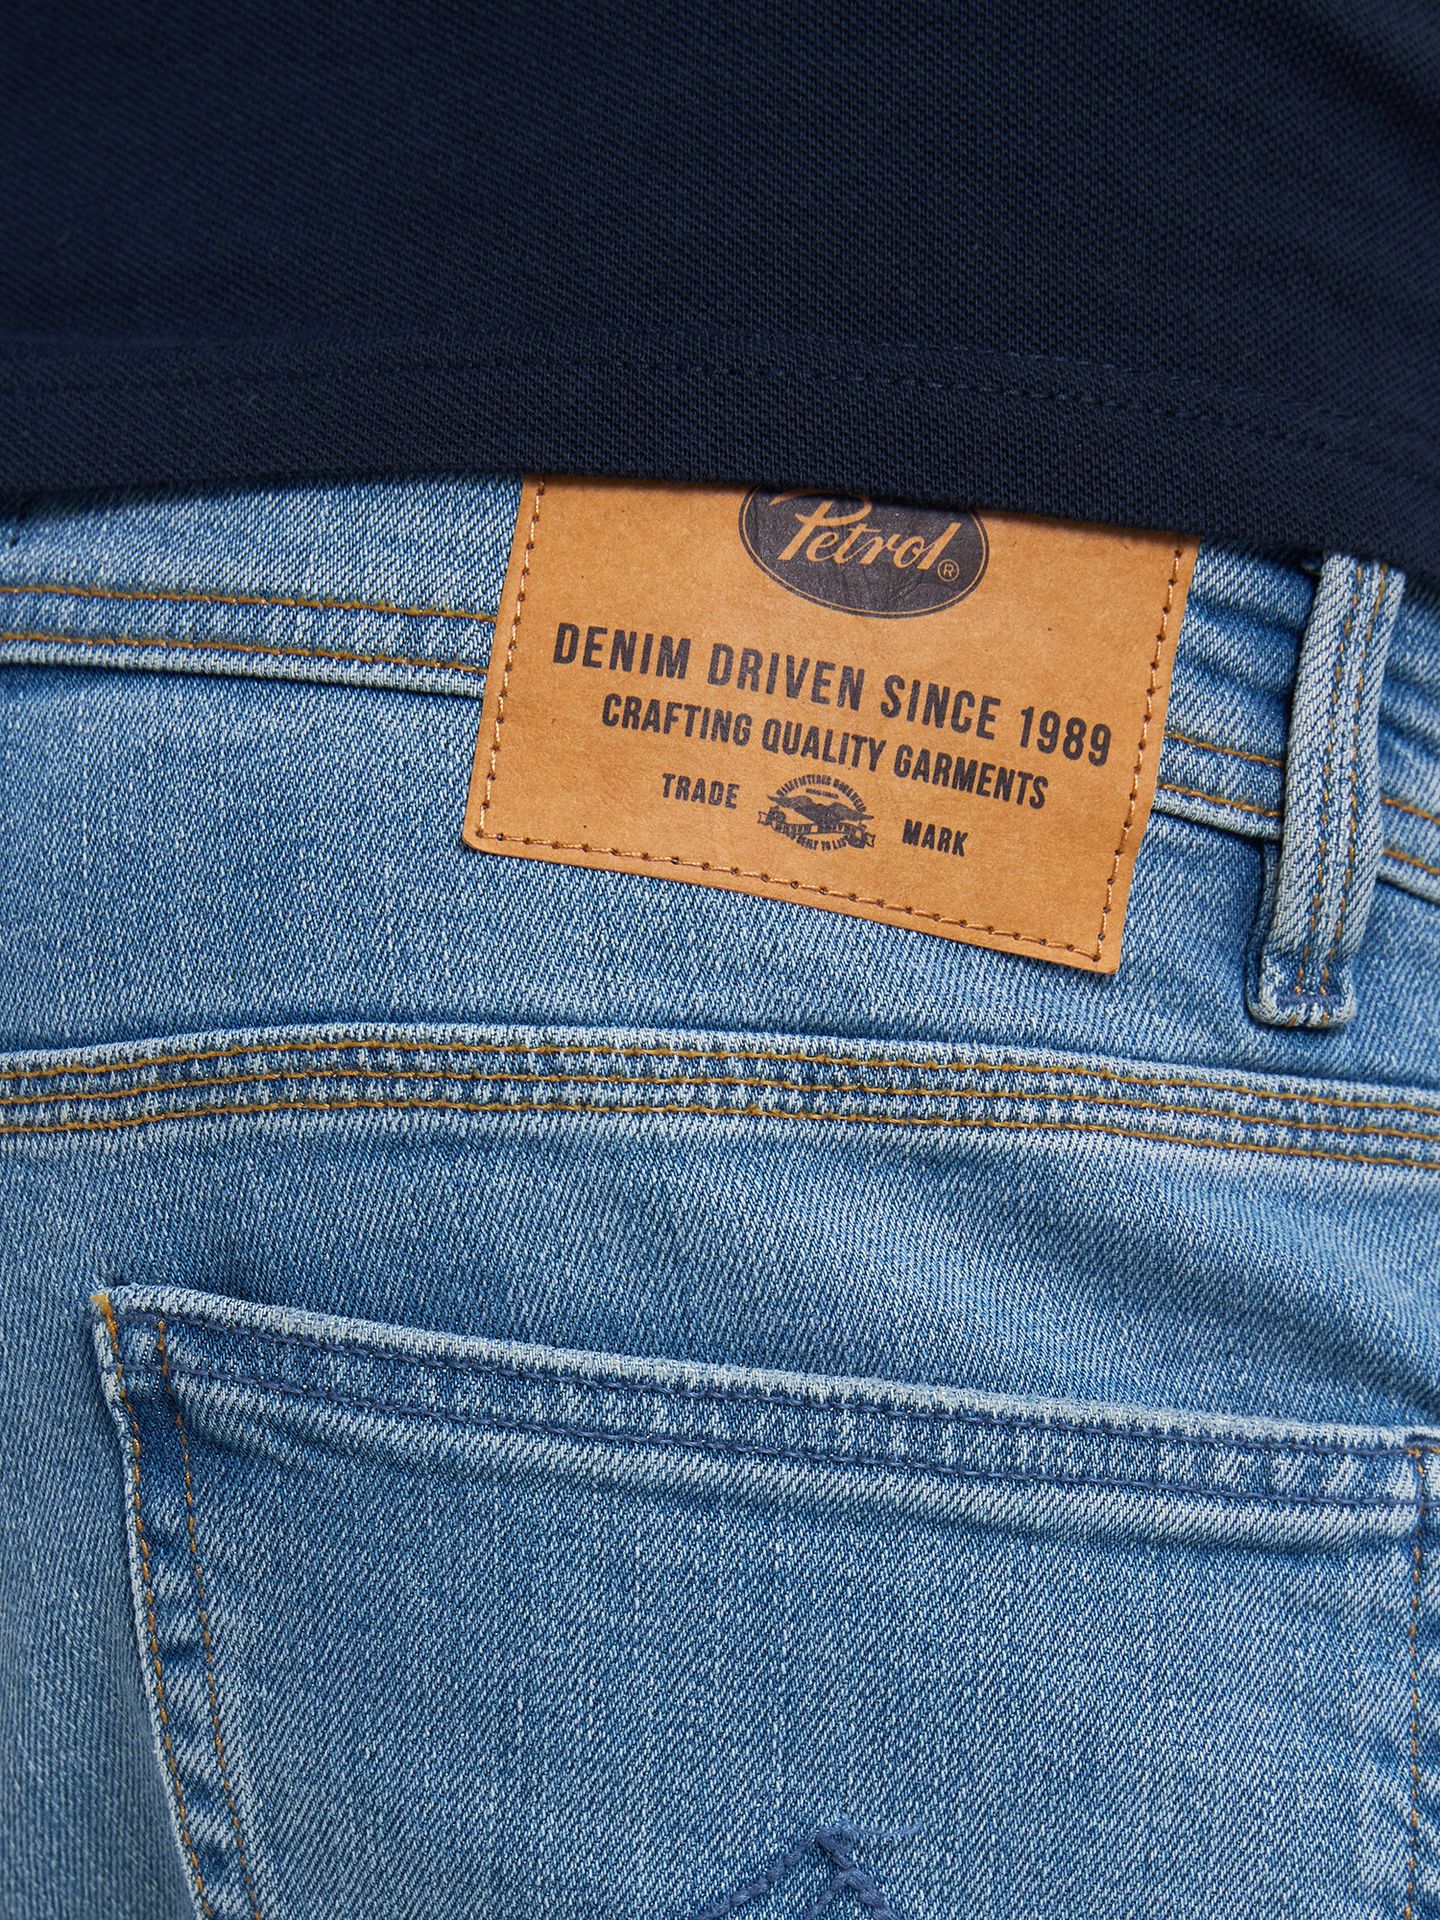 Petrol®
DENIM DRIVEN SINCE 1989
CRAFTING QUALITY GARMENTS
TRADE MARK